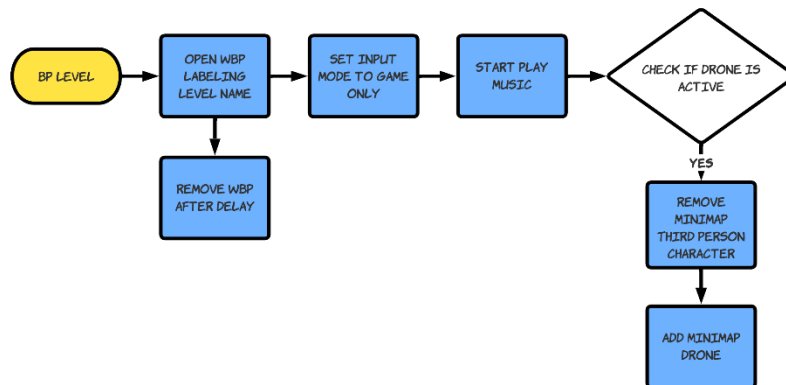 BP LEVEL
OPEN WBP
LABELING
LEVEL NAME
SET INPUT
MODE TO GAME
ONLY
START PLAY
MUSIC
CHECK IF DRONE IS
ACTIVE
REMOVE WBP
AFTER DELAY
YES
REMOVE
MINIMAP
THIRD PERSON
CHARACTER
ADD MINIMAP
DRONE